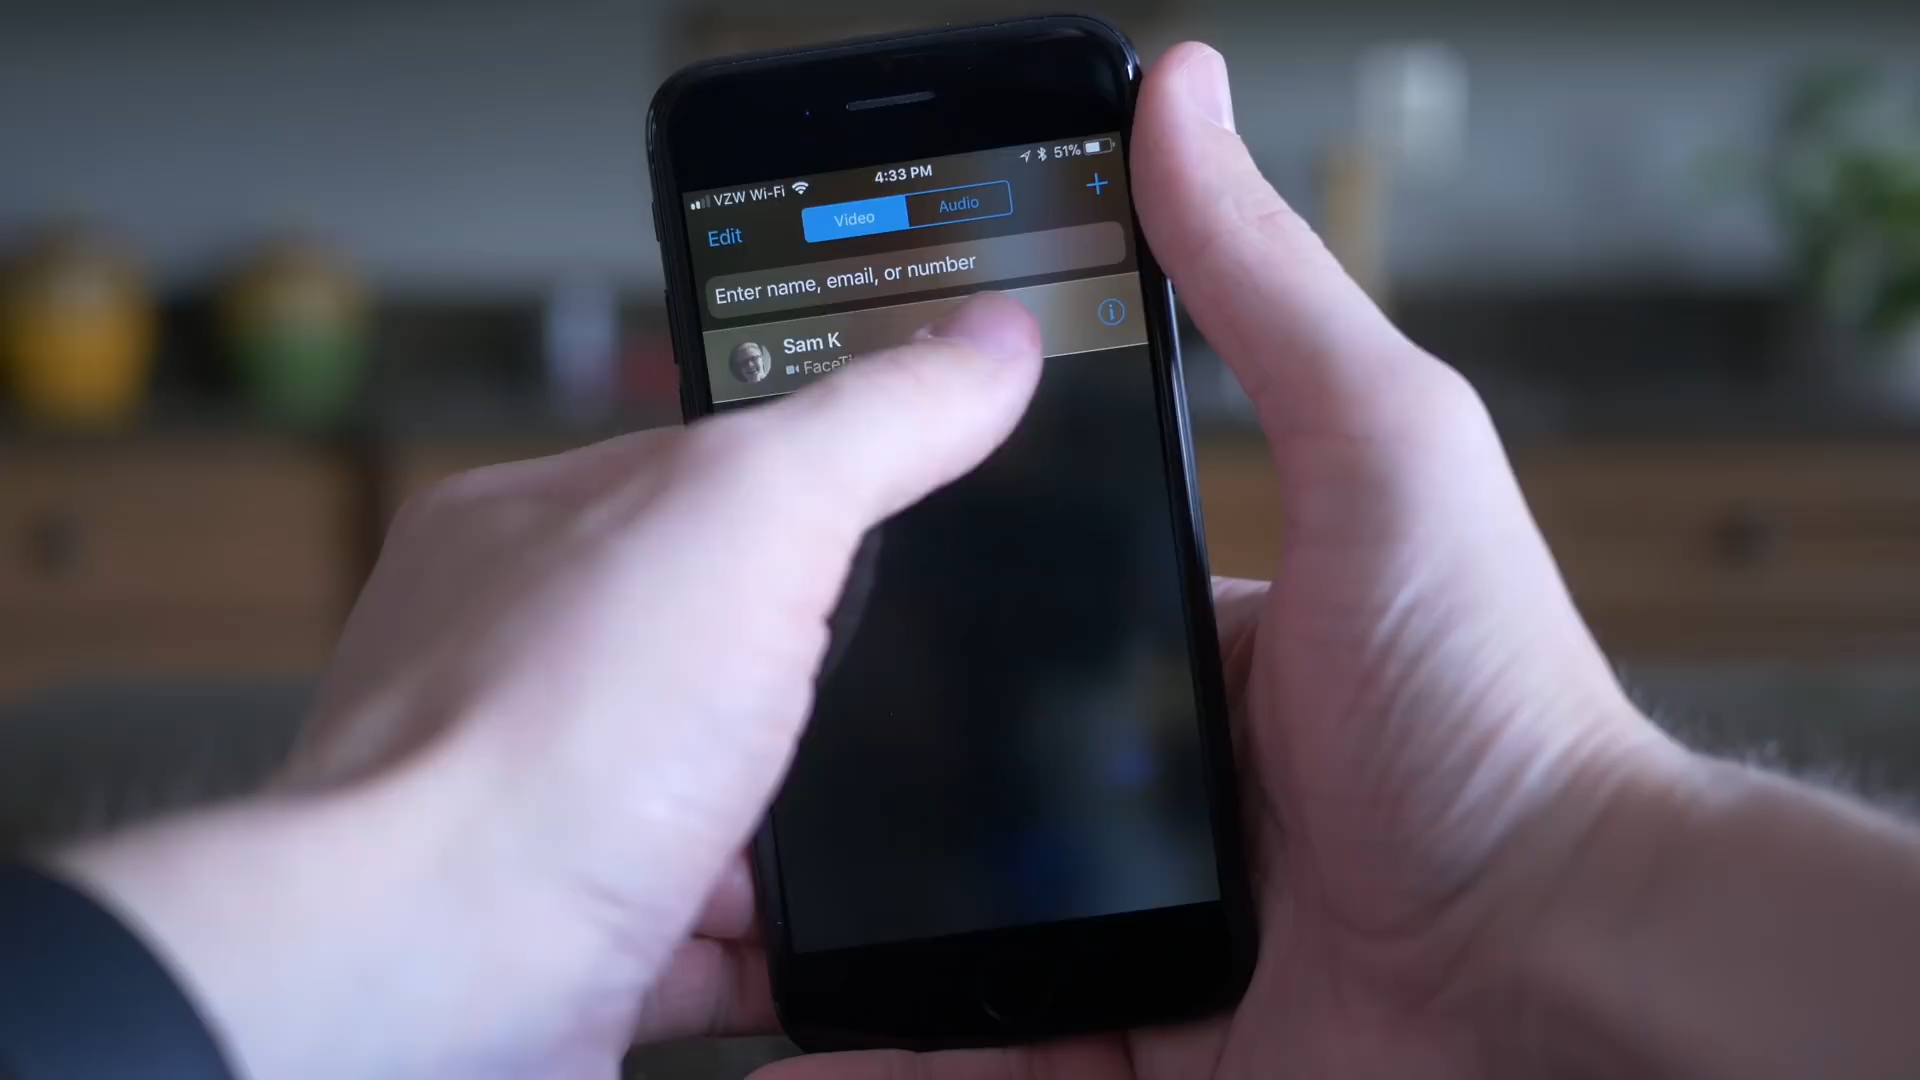 VZW Wi-Fi 4:33 PM 51%
Edit Video Audio +
Enter name, email, or number
Sam K